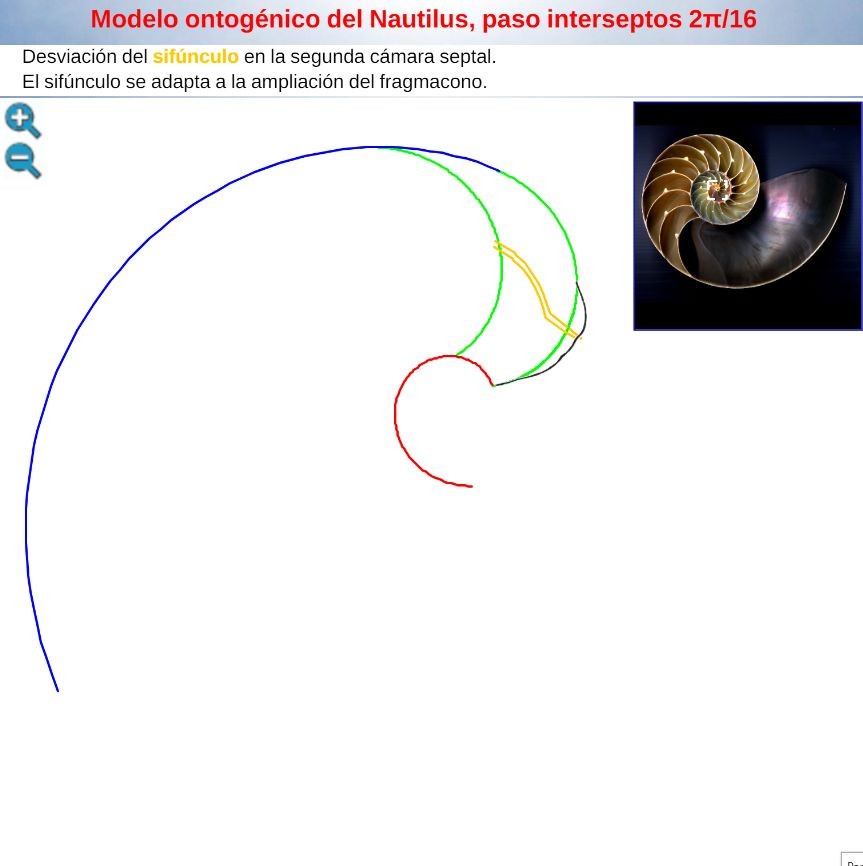 Modelo ontogénico del Nautilus, paso interseptos 2π/16
Desviación del sifúnculo en la segunda cámara septal.
El sifúnculo se adapta a la ampliación del fragmacono.